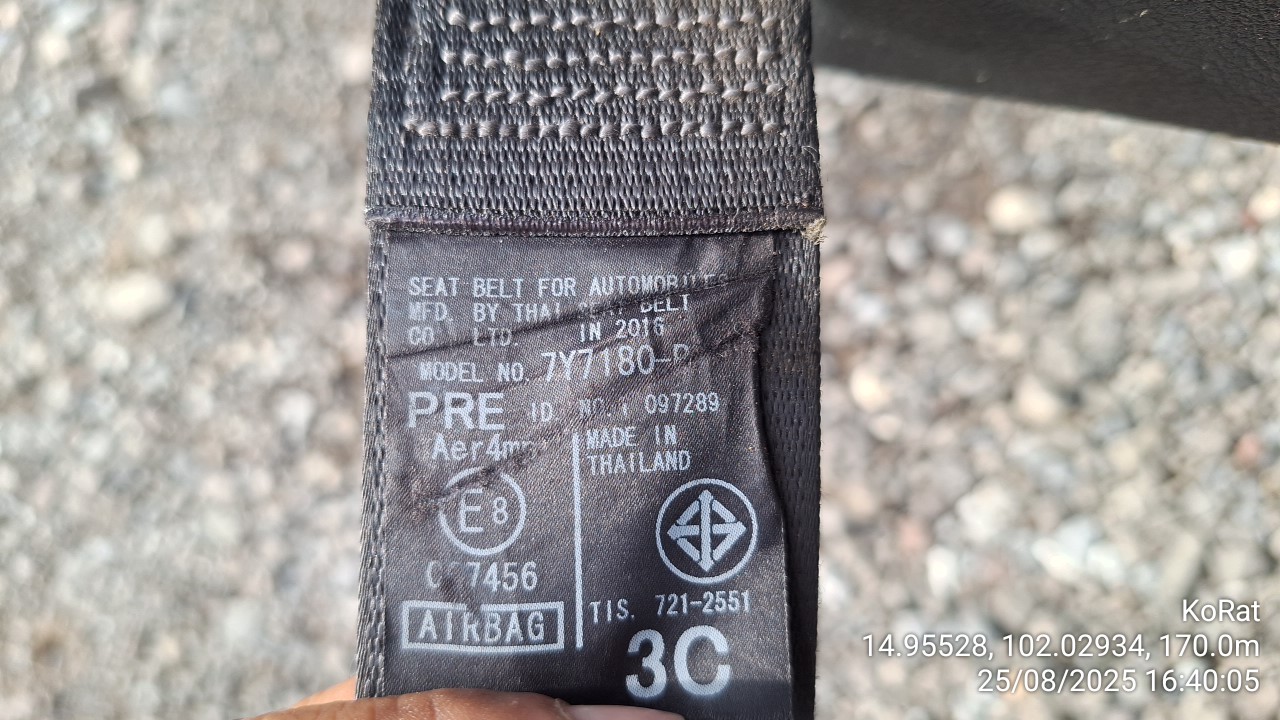 SEAT BELT FOR AUTOMOBILES
MFD. BY THAI SEAT BELT
CO LTD IN 2016
MODEL NO. 7Y7180-
PRE ID NO.: 097289
Aer4m
MADE IN
THAILAND
E8
7456
AIRBAG
TIS. 721-2551
3C
KoRat
14.95528, 102.02934, 170.0m
25/08/2025 16:40:05